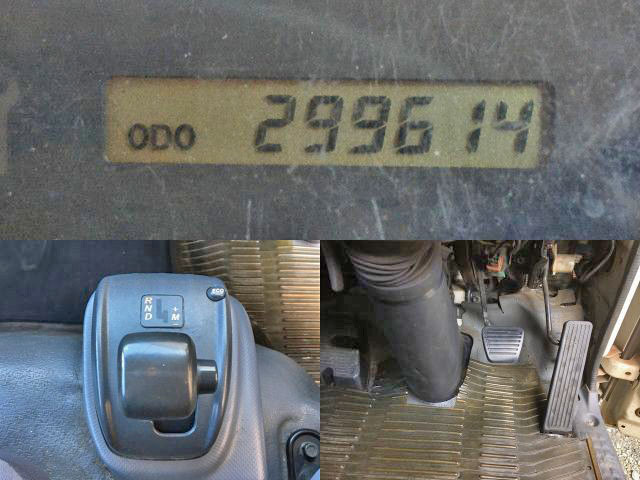 ODO 299614
ECO
R
N +
D M
-